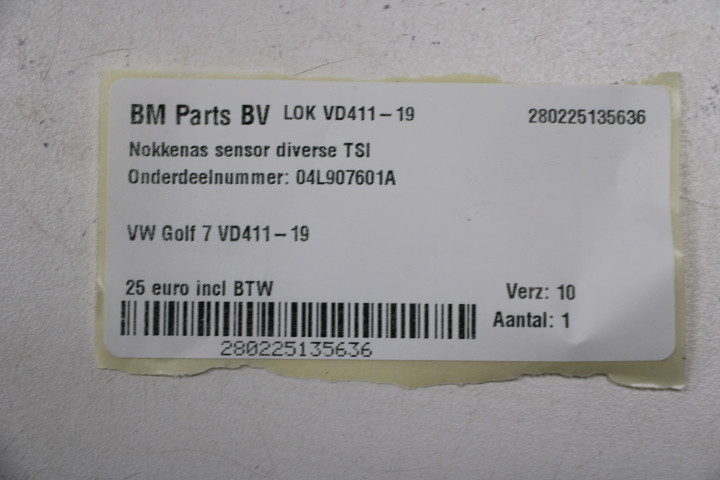 BM Parts BV LOK VD411-19 280225135636
Nokkenas sensor diverse TSI
Onderdeelnummer: 04L907601A
VW Golf 7 VD411-19
25 euro incl BTW Verz: 10
Aantal: 1
280225135636